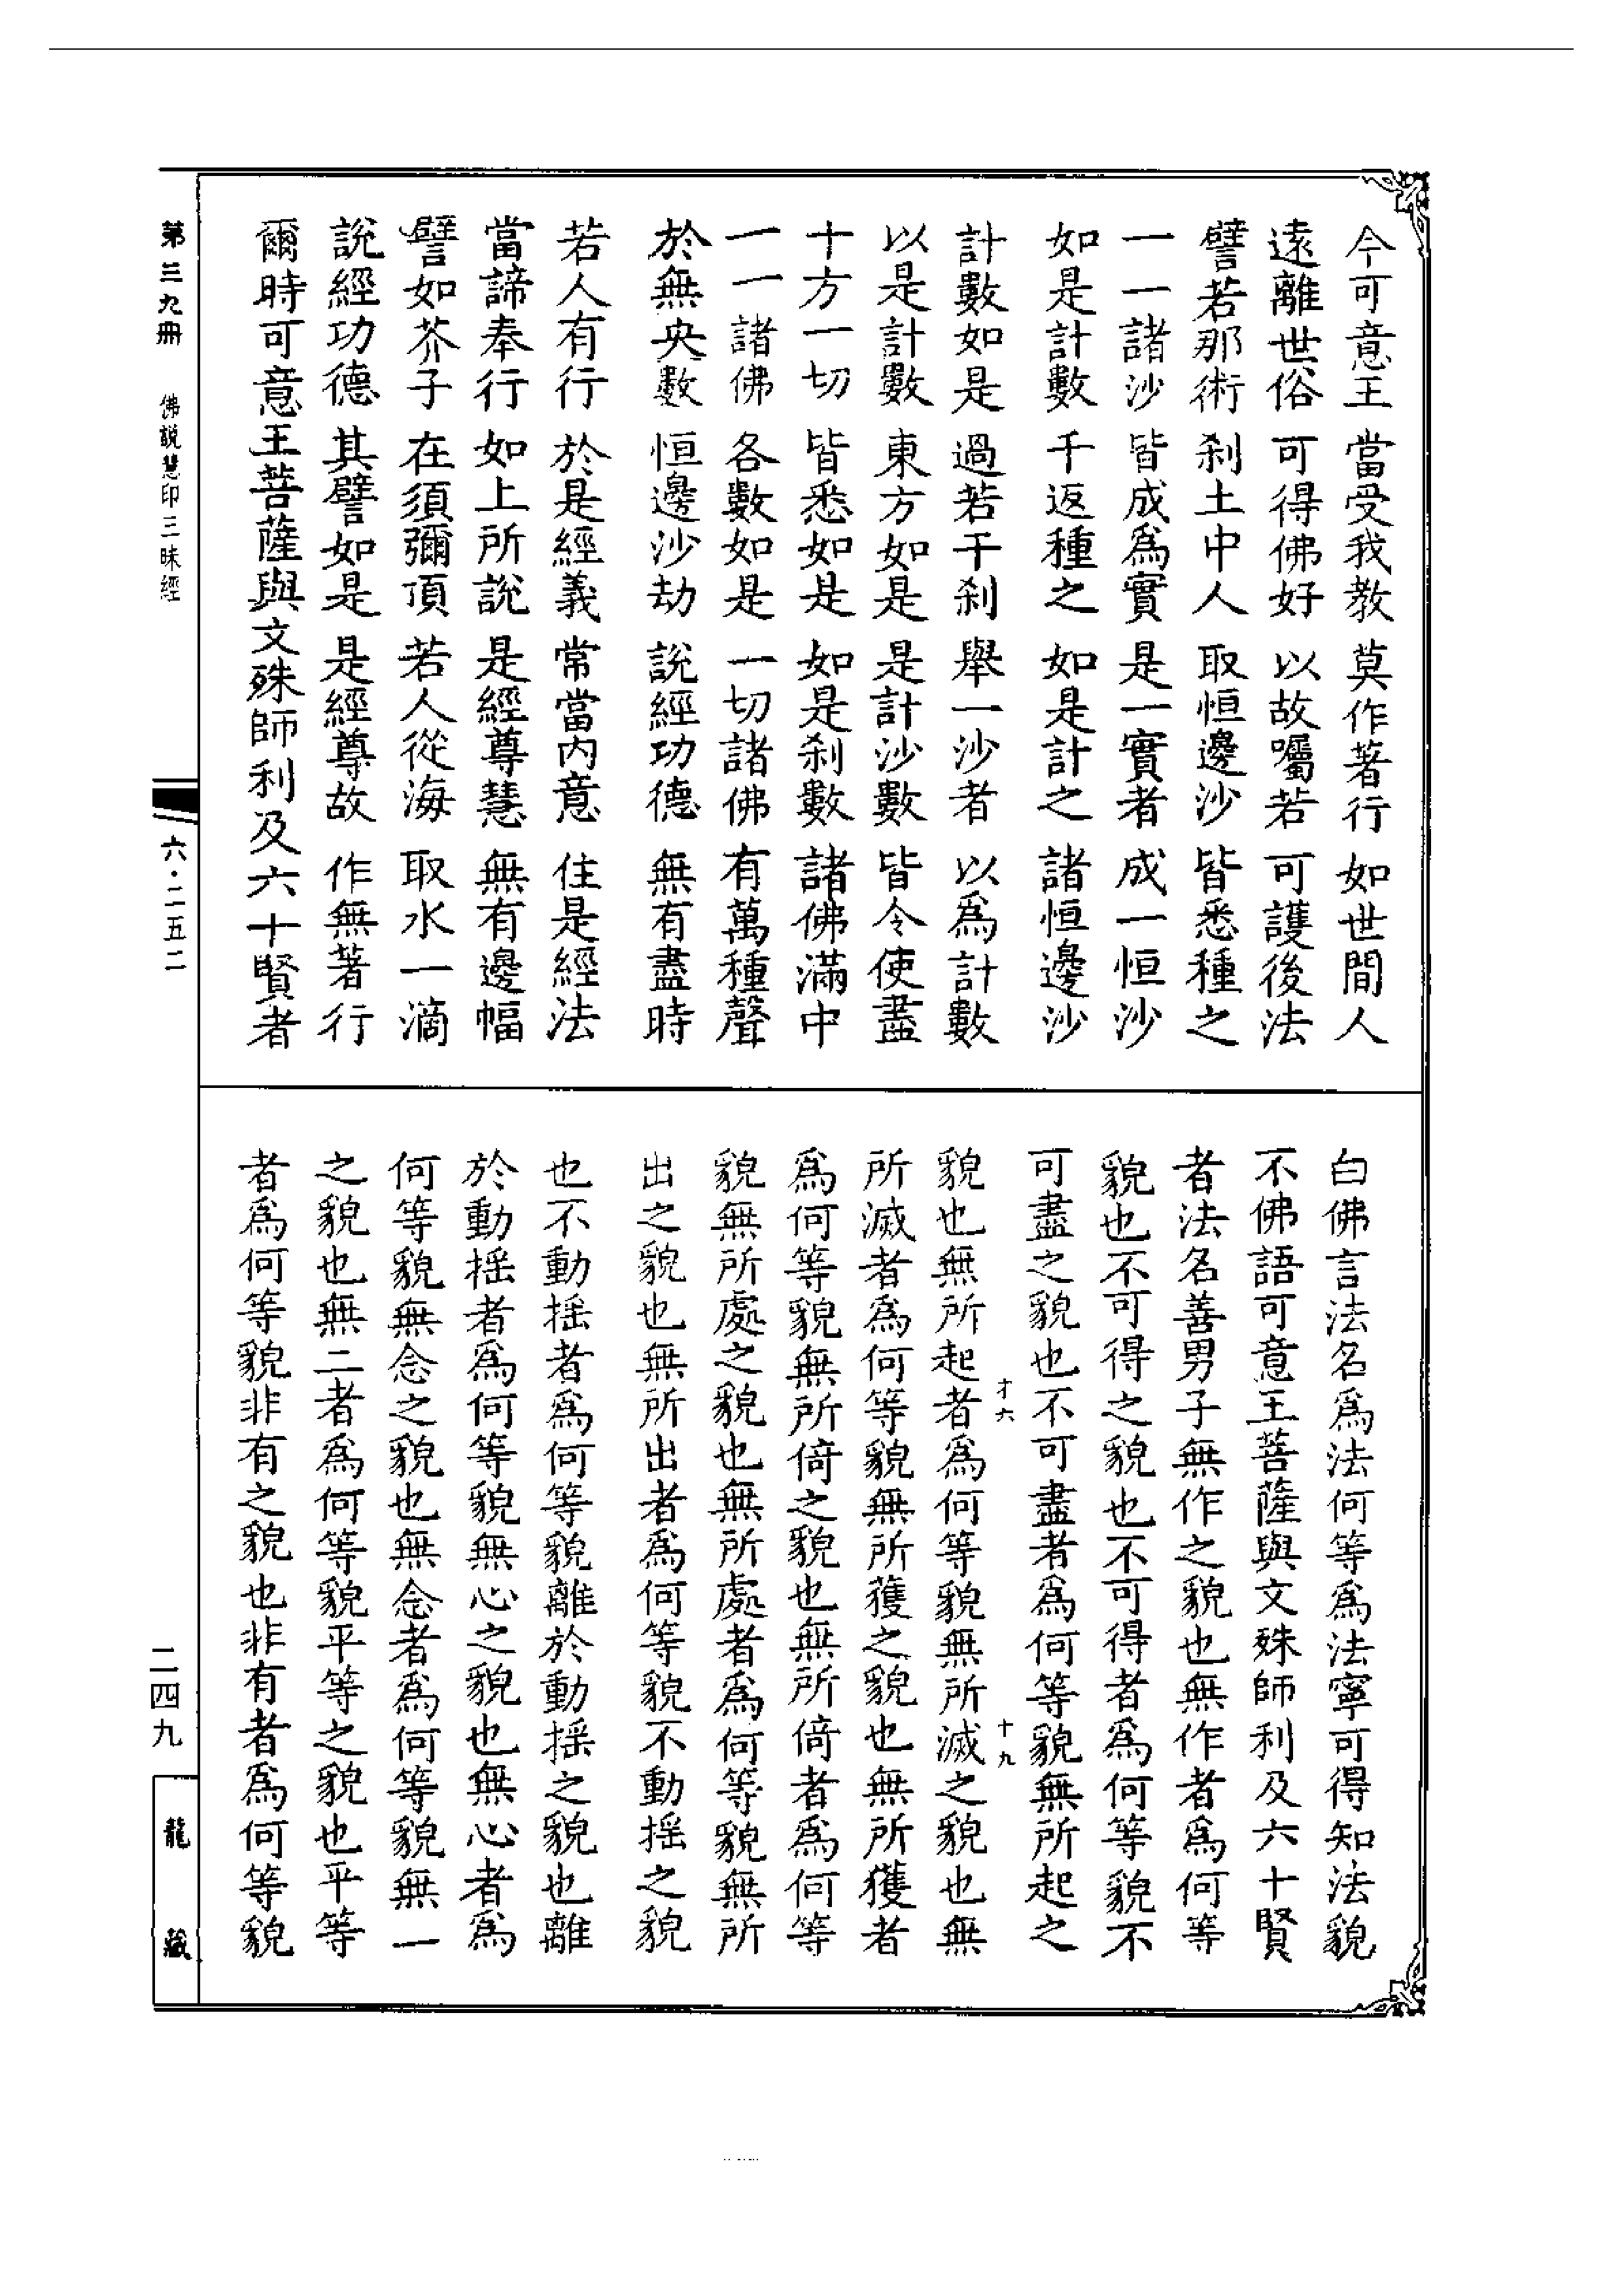 今可意王 當受我教 莫作著行 如世間人
遠離世俗 可得佛好 以故囑若 可護後法
譬若那術 刹土中人 取恒邊沙 皆悉種之
一一諸沙 皆成爲實 是一實者 成一恒沙
如是計數 千返種之 如是計之 諸恒邊沙
計數如是 過若干刹 舉一沙者 以爲計數
以是計數 東方如是 是計沙數 皆令使盡
十方一切 皆悉如是 如是刹數 諸佛滿中
一一諸佛 各數如是 一切諸佛 有萬種聲
於無央數 恒邊沙劫 說經功德 無有盡時
若人有行 於是經義 常當內意 住是經法
當諦奉行 如上所說 是經尊慧 無有邊幅
譬如芥子 在須彌頂 若人從海 取水一滴
說經功德 其譬如是 是經尊故 作無著行
爾時可意王菩薩與文殊師利及六十賢者
白佛言法名爲法何等爲法寧可得知法貌
不佛語可意王菩薩與文殊師利及六十賢
者法名善男子無作之貌也無作者爲何等
貌也不可得之貌也不可得者爲何等貌不
可盡之貌也不可盡者爲何等貌無所起之
貌也無所起者爲何等貌無所滅之貌也無
所滅者爲何等貌無所獲之貌也無所獲者
爲何等貌無所倚之貌也無所倚者爲何等
貌無所處之貌也無所處者爲何等貌無所
出之貌也無所出者爲何等貌不動搖之貌
也不動搖者爲何等貌離於動搖之貌也離
於動搖者爲何等貌無心之貌也無心者爲
何等貌無念之貌也無念者爲何等貌無一
之貌也無二者爲何等貌平等之貌也平等
者爲何等貌非有之貌也非有者爲何等貌
才六
十九
第三九冊 佛說慧印三昧經
六·二五二
二四九
龍藏